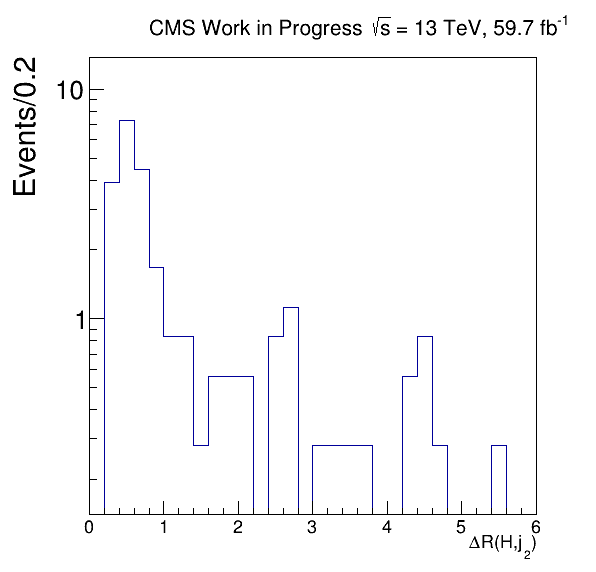 CMS Work in Progress √s = 13 TeV, 59.7 fb⁻¹
Events/0.2
10
1
0 1 2 3 4 5 6
ΔR(H,j₂)